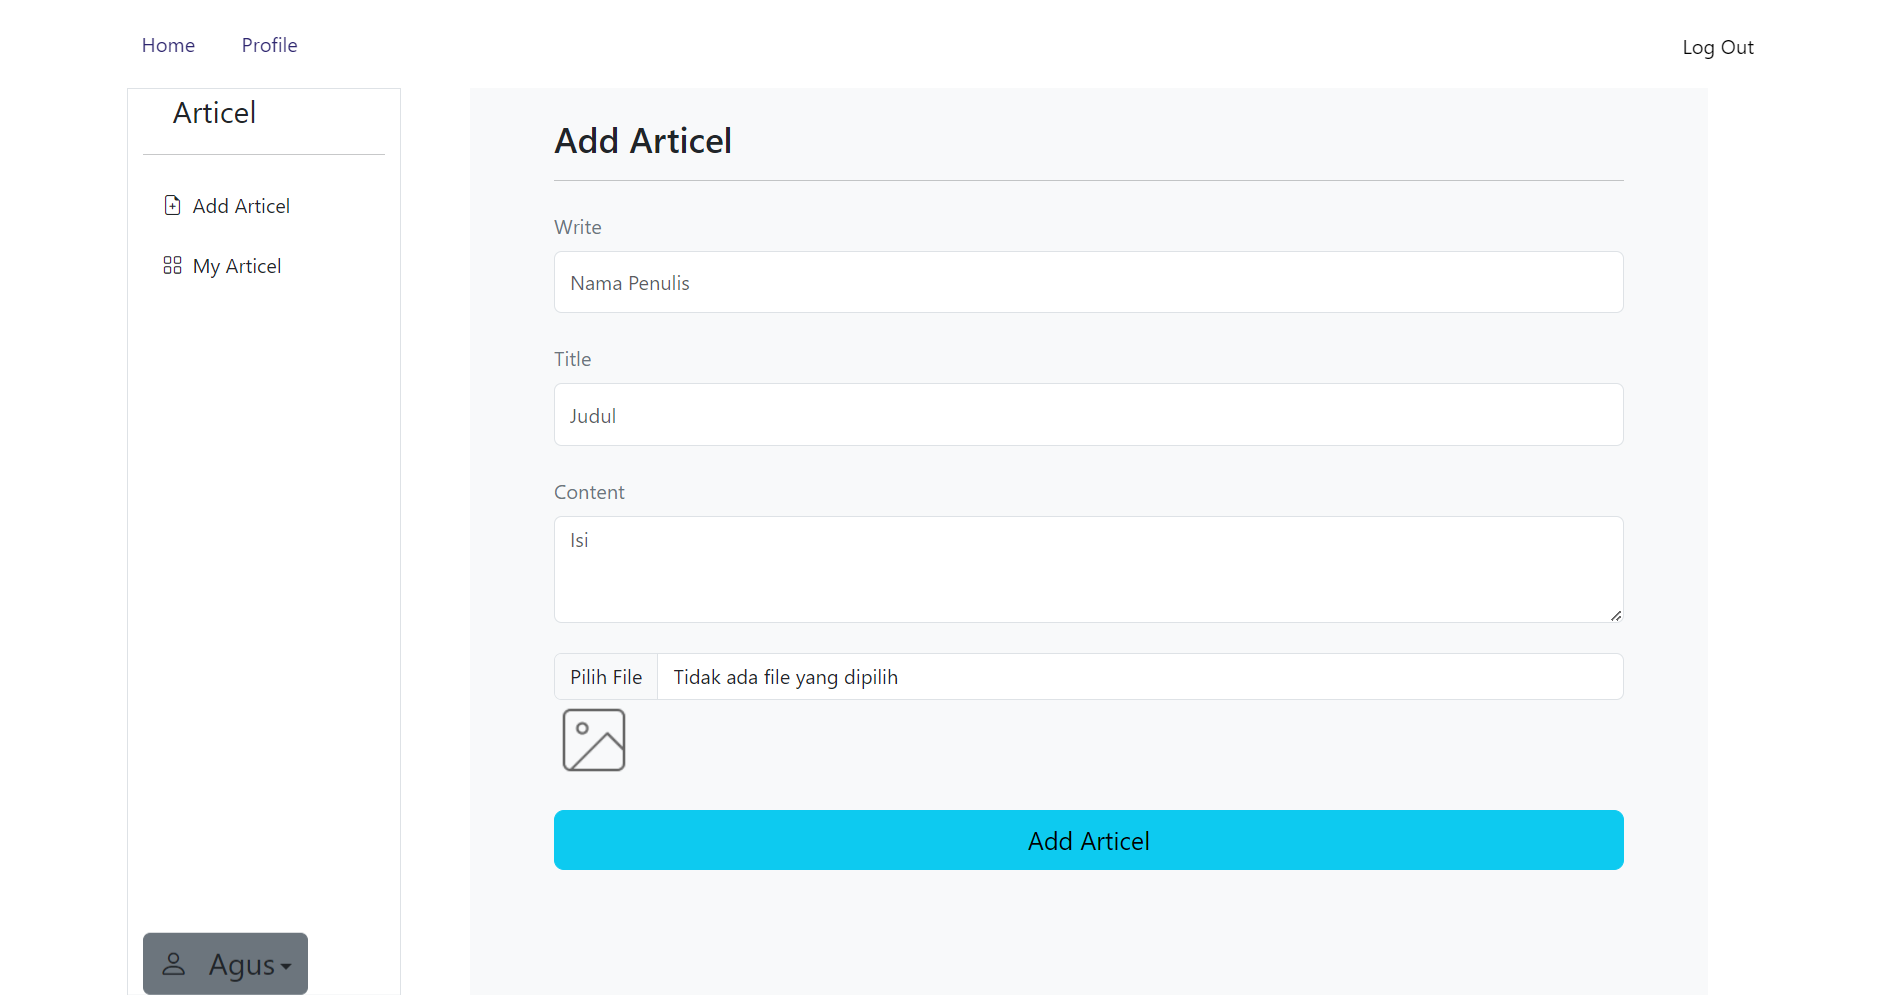 Home Profile Log Out
Articel
Add Articel
My Articel
Agus
Add Articel
Write
Nama Penulis
Title
Judul
Content
Isi
Pilih File Tidak ada file yang dipilih
Add Articel